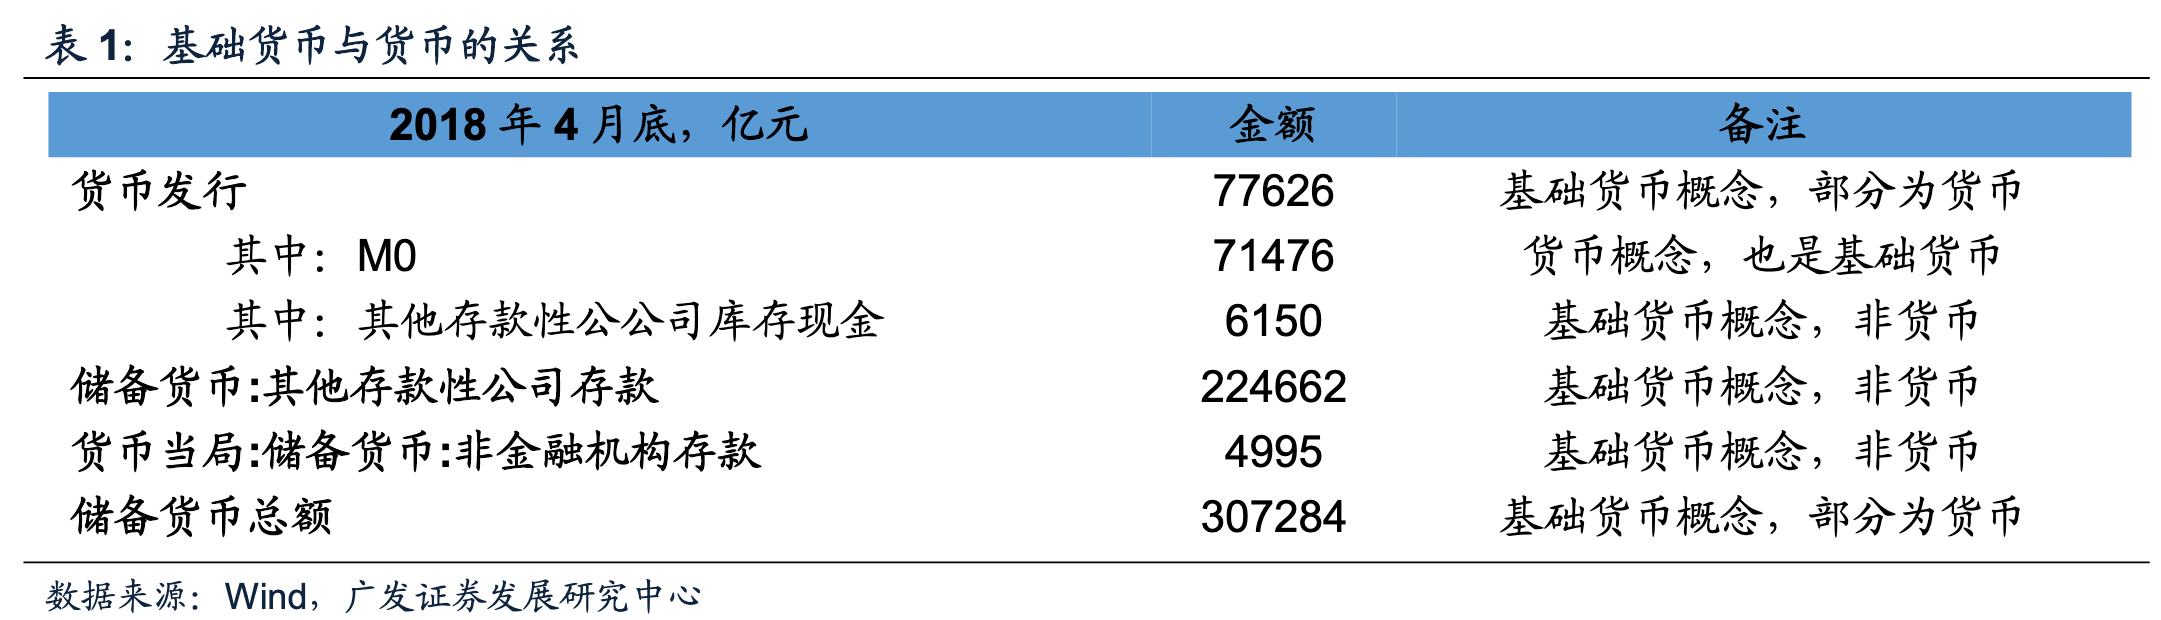 表 1：基础货币与货币的关系
2018 年 4 月底，亿元 金额 备注
货币发行 77626 基础货币概念，部分为货币
其中：M0 71476 货币概念，也是基础货币
其中：其他存款性公公司库存现金 6150 基础货币概念，非货币
储备货币:其他存款性公司存款 224662 基础货币概念，非货币
货币当局:储备货币:非金融机构存款 4995 基础货币概念，非货币
储备货币总额 307284 基础货币概念，部分为货币
数据来源：Wind，广发证券发展研究中心